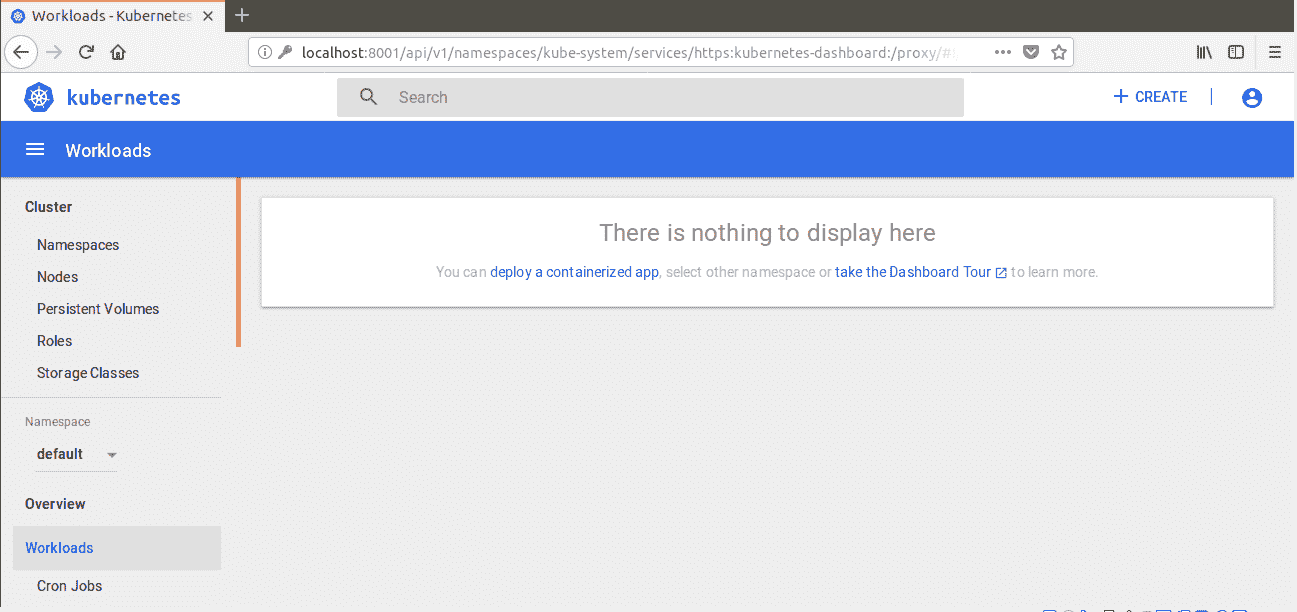 Workloads - Kubernetes
localhost:8001/api/v1/namespaces/kube-system/services/https:kubernetes-dashboard:/proxy/#
kubernetes
Search
CREATE
Workloads
Cluster
Namespaces
Nodes
Persistent Volumes
Roles
Storage Classes
Namespace
default
Overview
Workloads
Cron Jobs
There is nothing to display here
You can deploy a containerized app, select other namespace or take the Dashboard Tour to learn more.